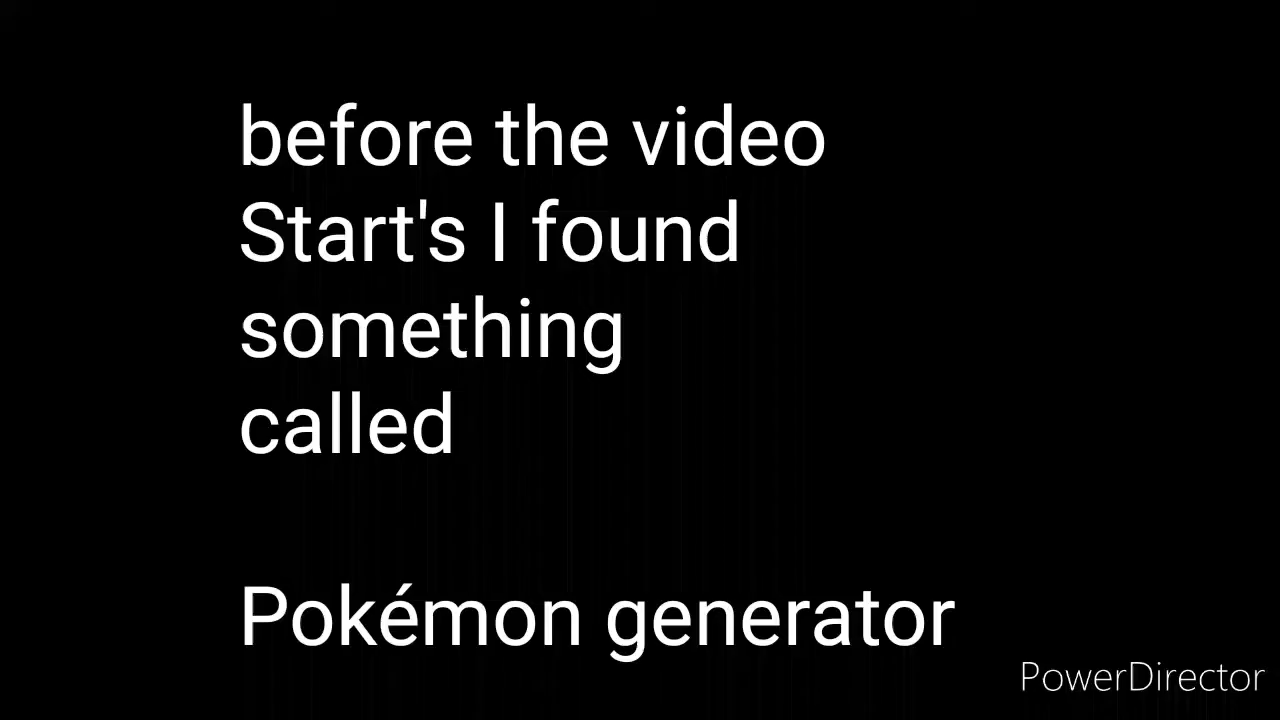 before the video
Start's I found
something
called
Pokémon generator
PowerDirector